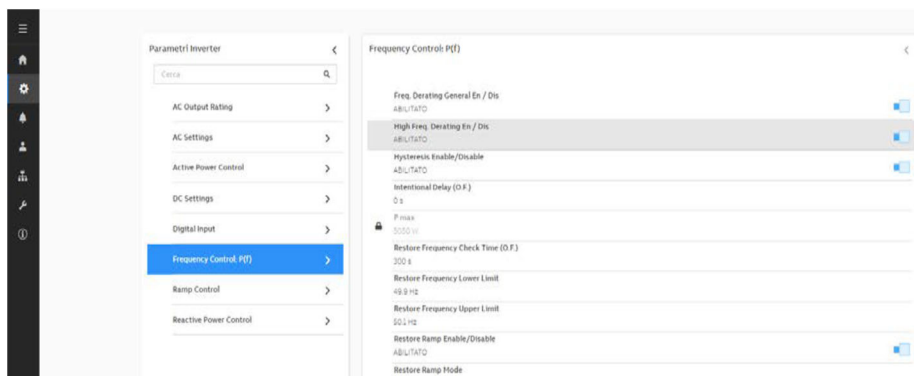 Parametri Inverter
Cerca
AC Output Rating
AC Settings
Active Power Control
DC Settings
Digital Input
Frequency Control: P(f)
Ramp Control
Reactive Power Control
Frequency Control: P(f)
Freq. Derating General En / Dis
ABILITATO
High Freq. Derating En / Dis
ABILITATO
Hysteresis Enable/Disable
ABILITATO
Intentional Delay (O.F.)
0 s
P max
5000 W
Restore Frequency Check Time (O.F.)
300 s
Restore Frequency Lower Limit
49.9 Hz
Restore Frequency Upper Limit
50.1 Hz
Restore Ramp Enable/Disable
ABILITATO
Restore Ramp Mode